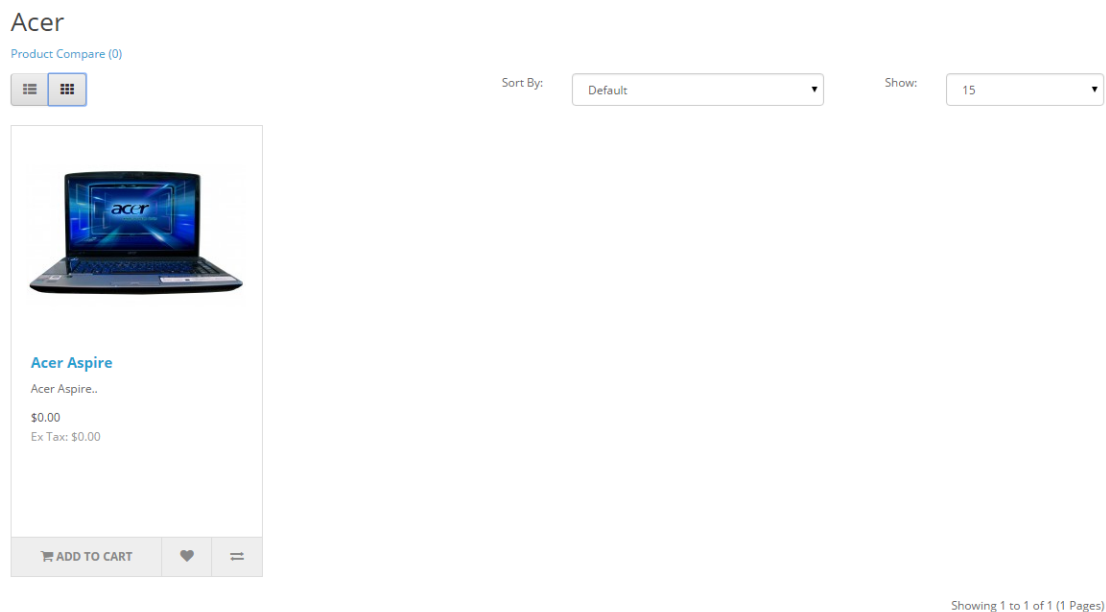 Acer
Product Compare (0)
Sort By:
Default
Show:
15
acer
Acer Aspire
Acer Aspire..
$0.00
Ex Tax: $0.00
ADD TO CART
Showing 1 to 1 of 1 (1 Pages)